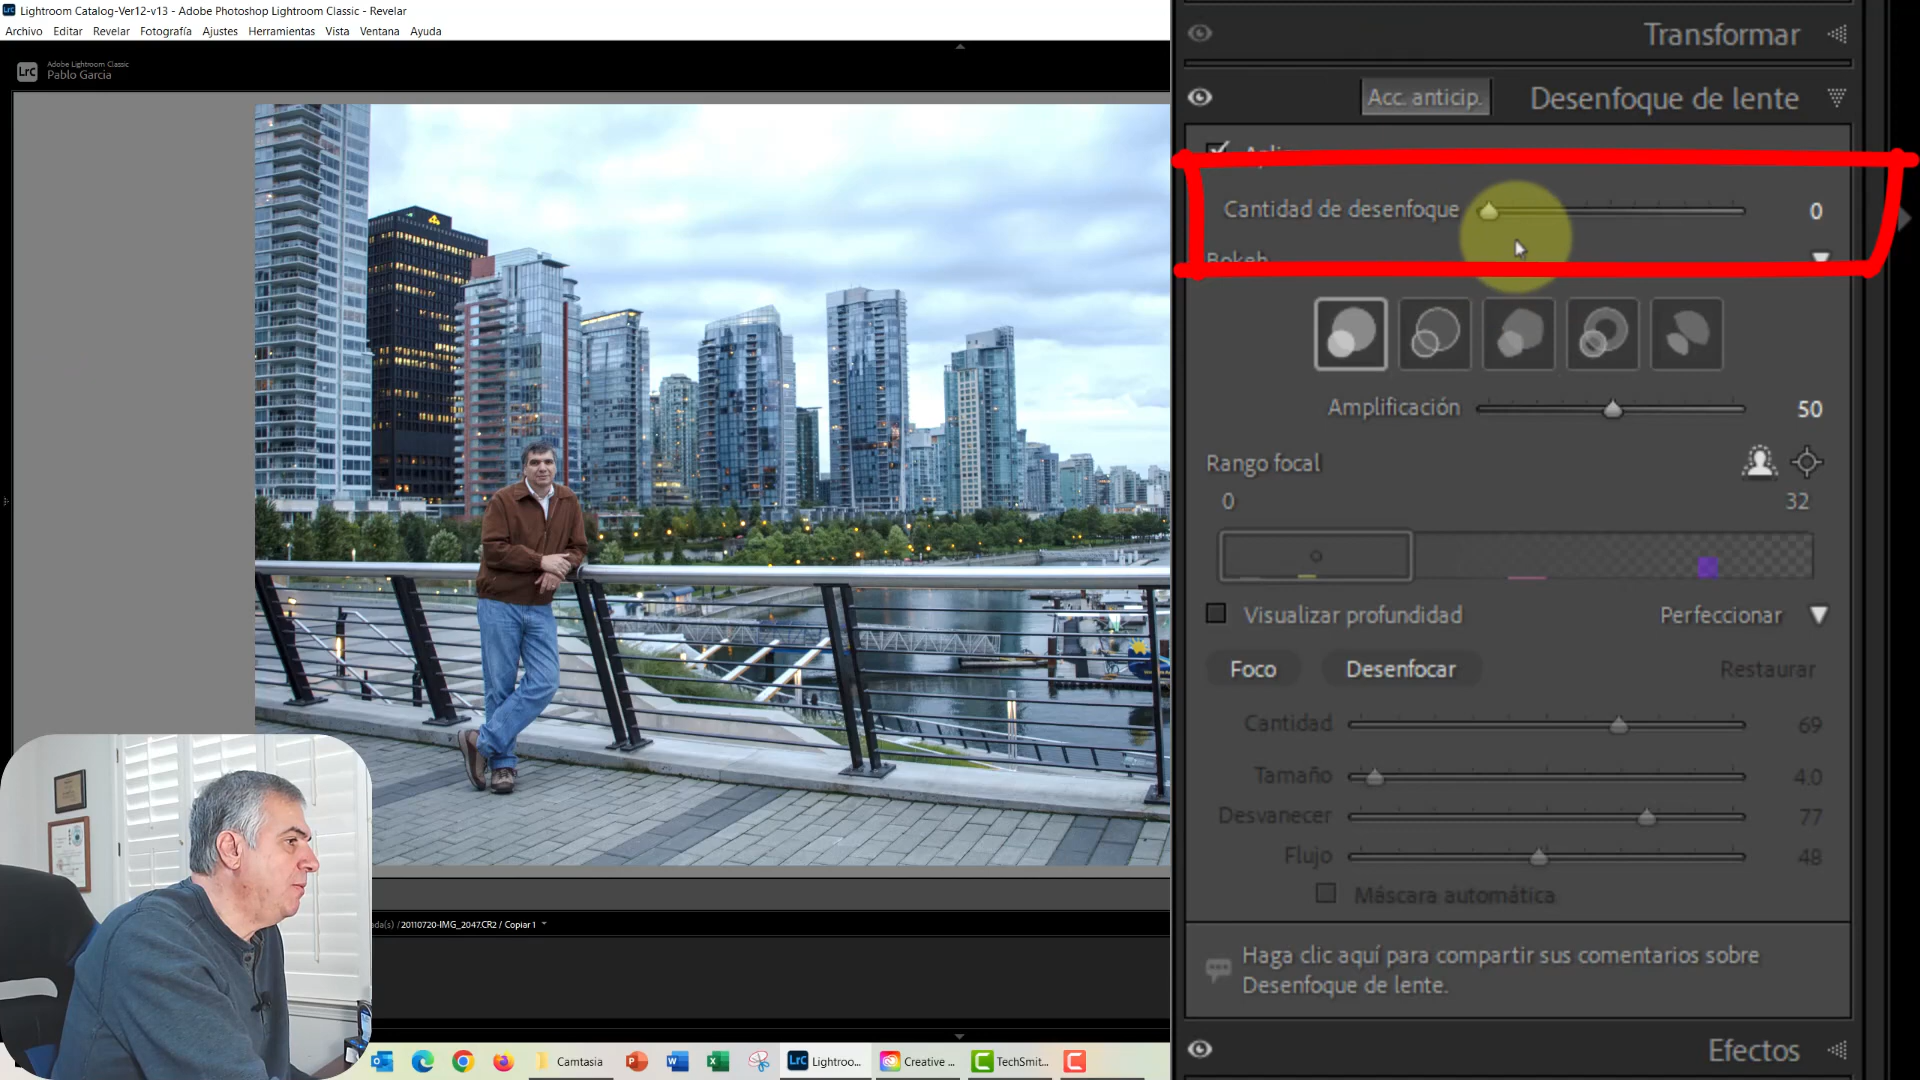 Lightroom Catalog-Ver12-v13 - Adobe Photoshop Lightroom Classic - Revelar
Archivo Editar Revelar Fotografía Ajustes Herramientas Vista Ventana Ayuda
LrC
Adobe Lightroom Classic
Pablo Garcia
Transformar
Acc. anticip. Desenfoque de lente
Cantidad de desenfoque 0
Bokeh
Amplificación 50
Rango focal
0 32
Visualizar profundidad Perfeccionar
Foco Desenfocar Restaurar
Cantidad 69
Tamaño 4.0
Desvanecer 77
Flujo 48
Máscara automática
Haga clic aquí para compartir sus comentarios sobre
Desenfoque de lente.
Efectos
/20110720-IMG_2047.CR2 / Copiar 1
Camtasia LrC Lightroo... Creative ... TechSmit...